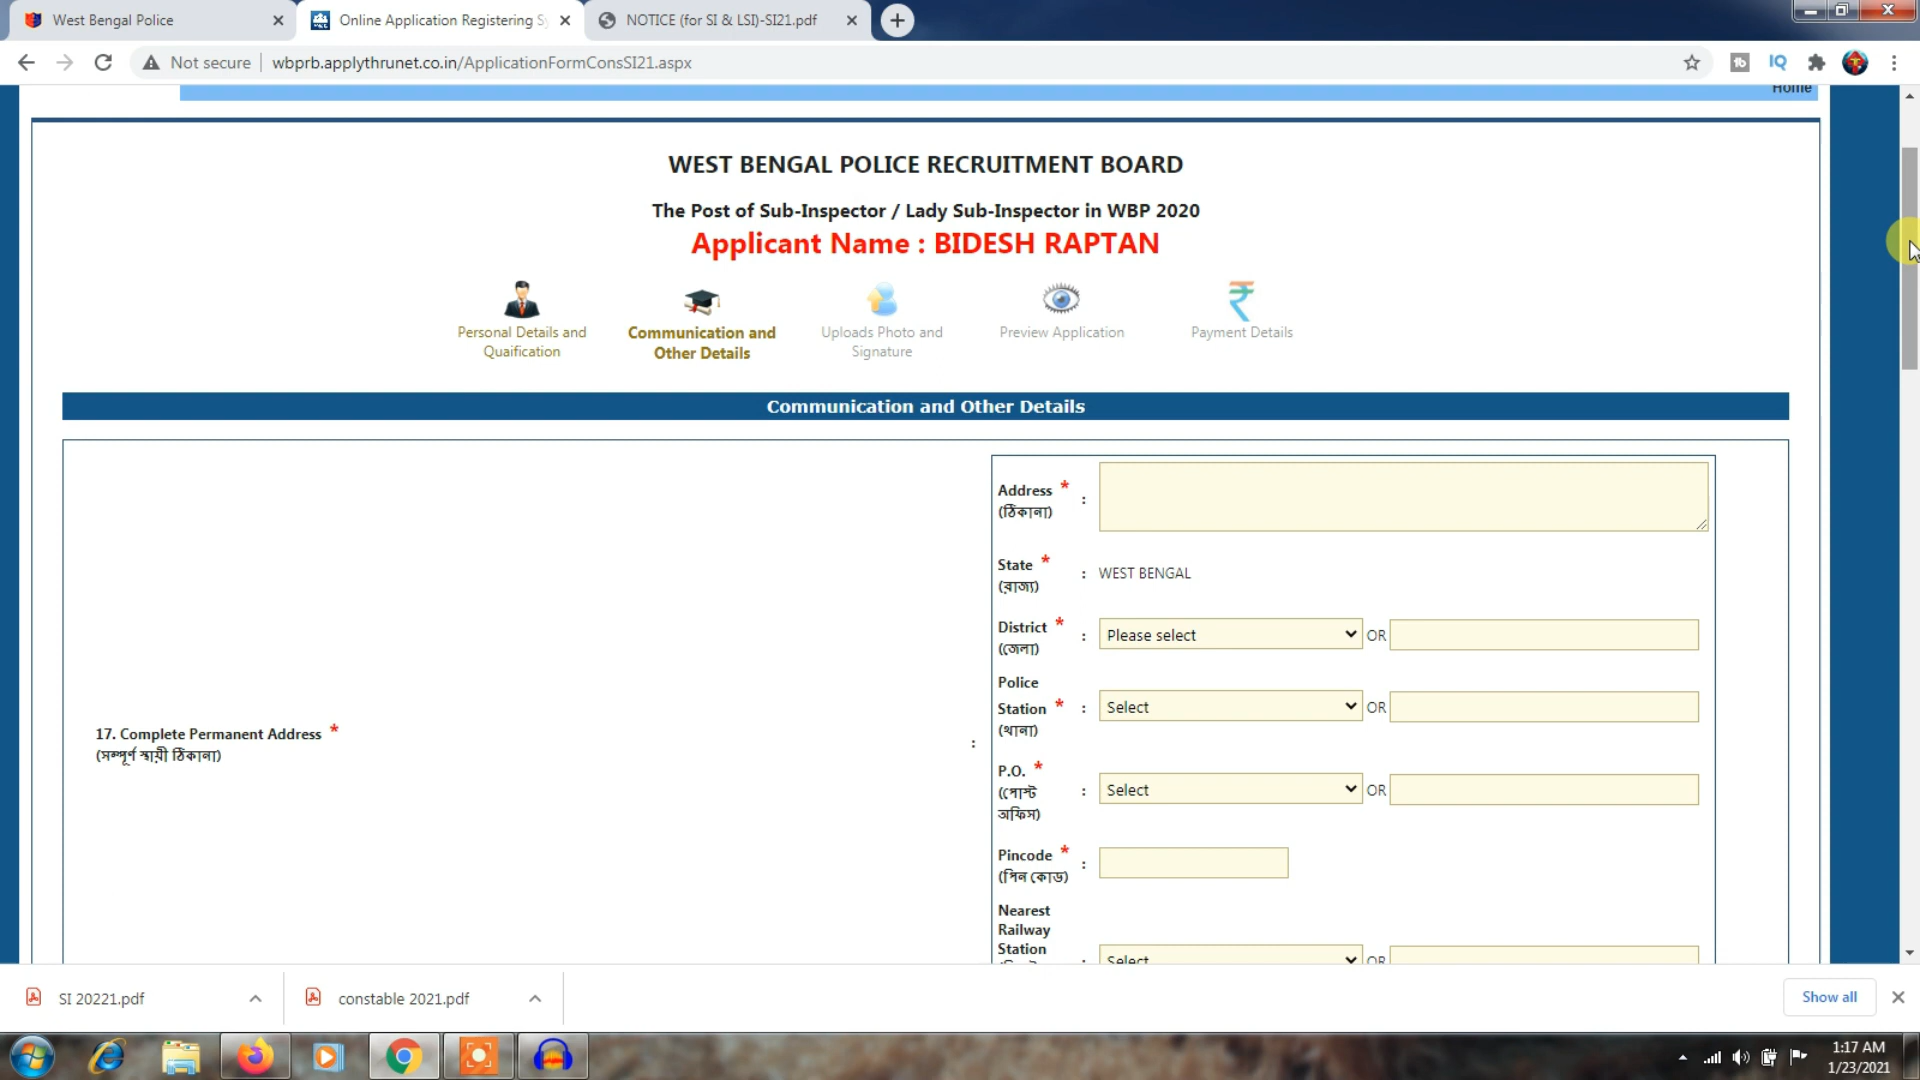 West Bengal Police
Online Application Registering Sy
NOTICE (for SI & LSI)-SI21.pdf
Not secure
wbprb.applythrunet.co.in/ApplicationFormConsSI21.aspx
IQ
Home
WEST BENGAL POLICE RECRUITMENT BOARD
The Post of Sub-Inspector / Lady Sub-Inspector in WBP 2020
Applicant Name : BIDESH RAPTAN
Personal Details and
Quaification
Communication and
Other Details
Uploads Photo and
Signature
Preview Application
Payment Details
Communication and Other Details
17. Complete Permanent Address *
(সম্পূর্ণ স্থায়ী ঠিকানা)
:
Address * :
(ঠিকানা)
State * : WEST BENGAL
(রাজ্য)
District * : Please select OR
(জেলা)
Police
Station * : Select OR
(থানা)
P.O. *
(পোস্ট : Select OR
অফিস)
Pincode * :
(পিন কোড)
Nearest
Railway
Station
: Select OR
SI 20221.pdf
constable 2021.pdf
Show all
1:17 AM
1/23/2021